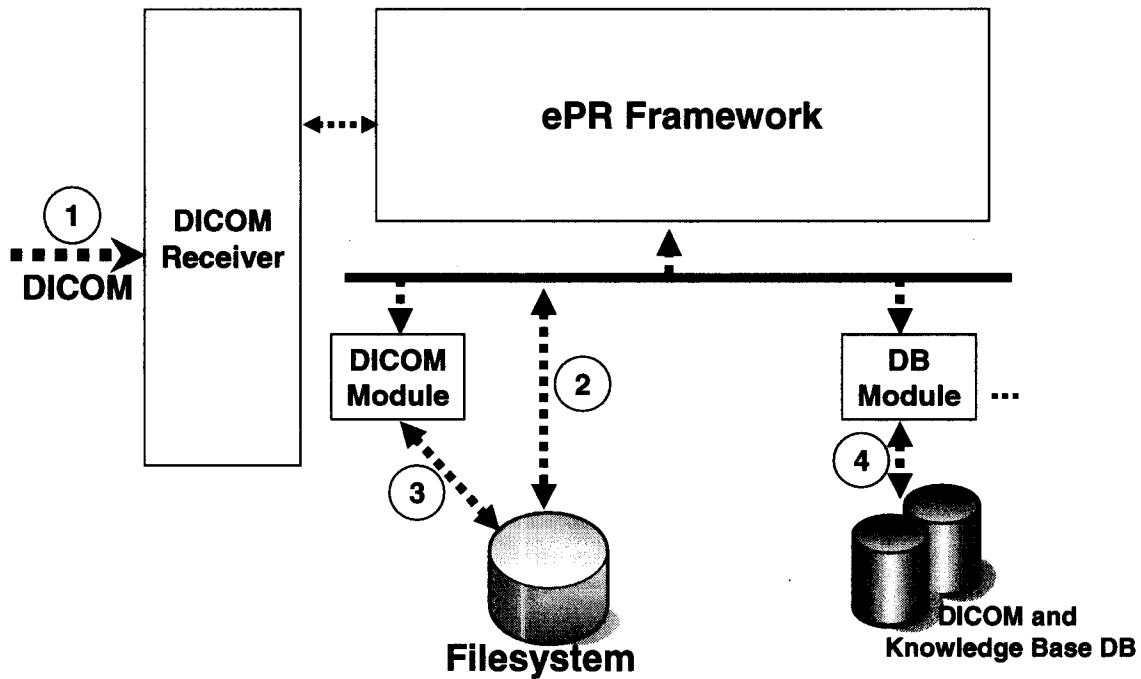 ePR Framework
1
DICOM
DICOM
Receiver
DICOM
Module
2
DB
Module
...
3
4
Filesystem
DICOM and
Knowledge Base DB